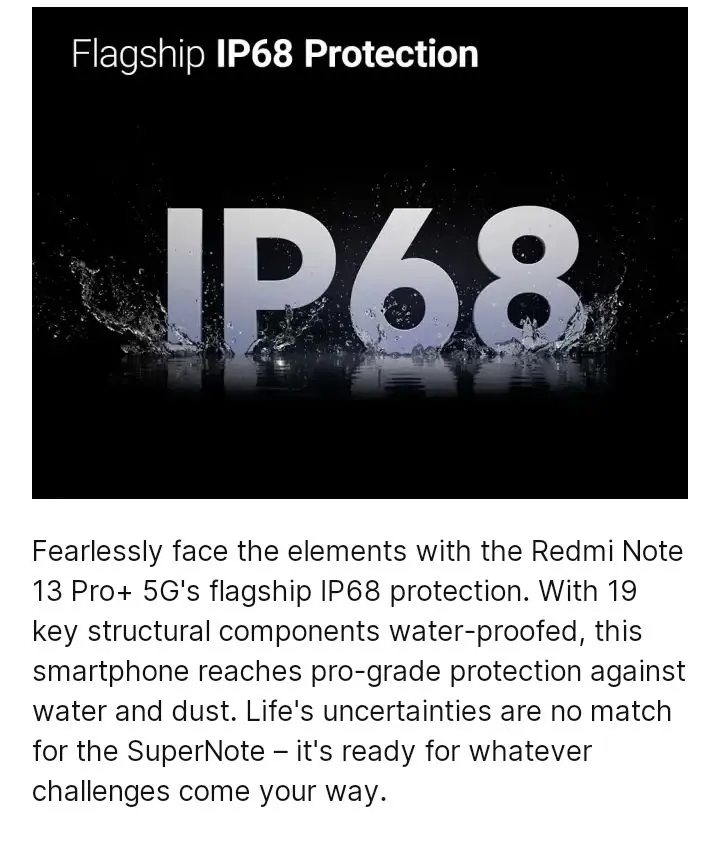 Flagship IP68 Protection
IP68
Fearlessly face the elements with the Redmi Note
13 Pro+ 5G's flagship IP68 protection. With 19
key structural components water-proofed, this
smartphone reaches pro-grade protection against
water and dust. Life's uncertainties are no match
for the SuperNote – it's ready for whatever
challenges come your way.